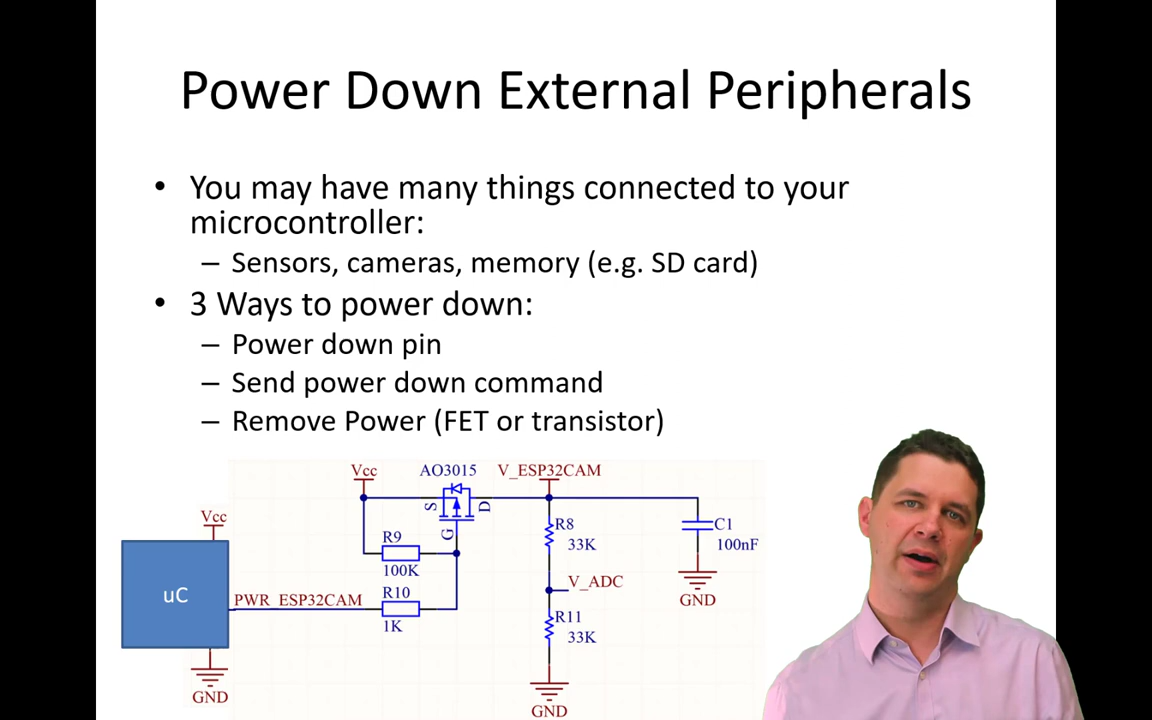 Power Down External Peripherals
• You may have many things connected to your
microcontroller:
– Sensors, cameras, memory (e.g. SD card)
• 3 Ways to power down:
– Power down pin
– Send power down command
– Remove Power (FET or transistor)
Vcc
AO3015
V_ESP32CAM
S
D
G
Vcc
uC
GND
PWR_ESP32CAM
R9
100K
R10
1K
R8
33K
V_ADC
R11
33K
GND
C1
100nF
GND